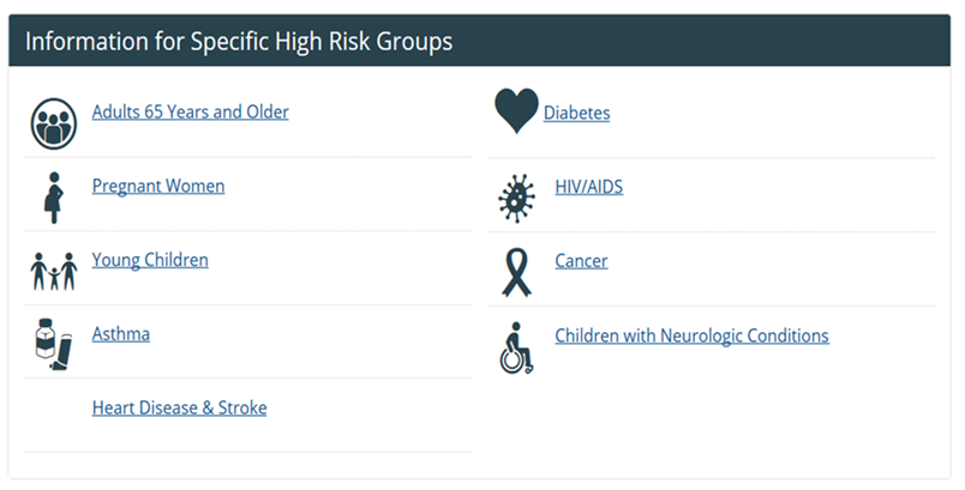 Information for Specific High Risk Groups
Adults 65 Years and Older
Pregnant Women
Young Children
Asthma
Heart Disease & Stroke
Diabetes
HIV/AIDS
Cancer
Children with Neurologic Conditions